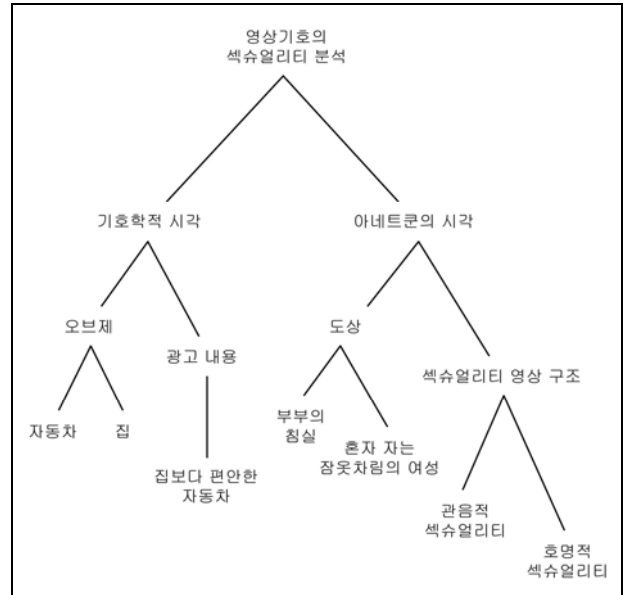 영상기호의
섹슈얼리티 분석
기호학적 시각
아네트쿤의 시각
오브제
광고 내용
도상
섹슈얼리티 영상 구조
자동차
집
집보다 편안한
자동차
부부의
침실
혼자 자는
잠옷차림의 여성
관음적
섹슈얼리티
호명적
섹슈얼리티